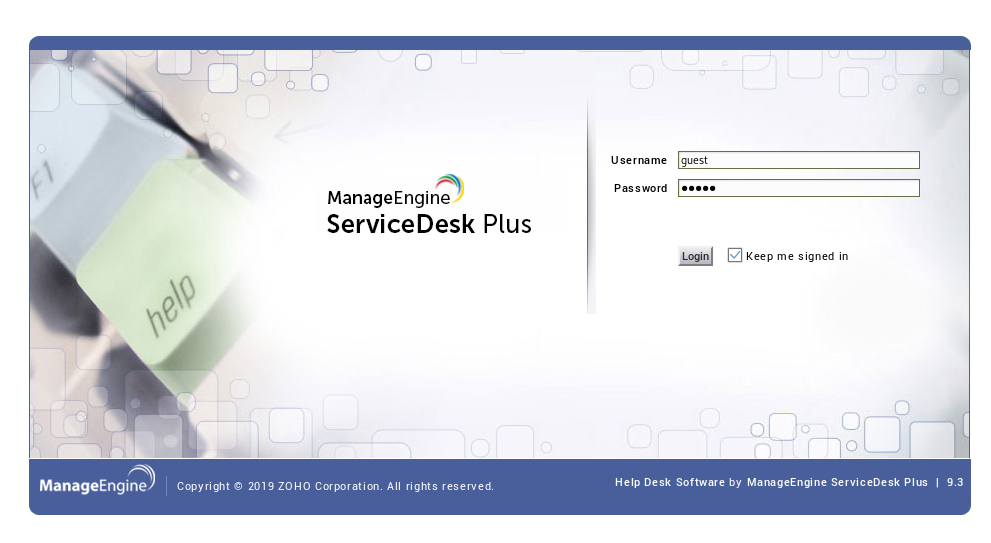 F1
help
ManageEngine
ServiceDesk Plus
Username guest
Password •••••
Login Keep me signed in
ManageEngine Copyright © 2019 ZOHO Corporation. All rights reserved.
Help Desk Software by ManageEngine ServiceDesk Plus | 9.3